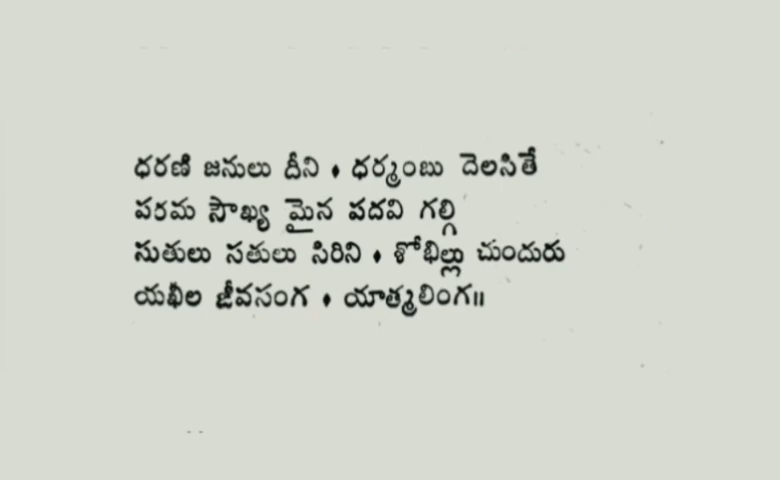 ధరణి జనులు దీని ♦ ధర్మంబు దెలసితే
పరమ సౌఖ్య మైన పదవి గల్గి
సుతులు సతులు సిరిని ♦ శోభిల్లు చుందురు
యఖిల జీవసంగ ♦ యాత్మలింగ॥